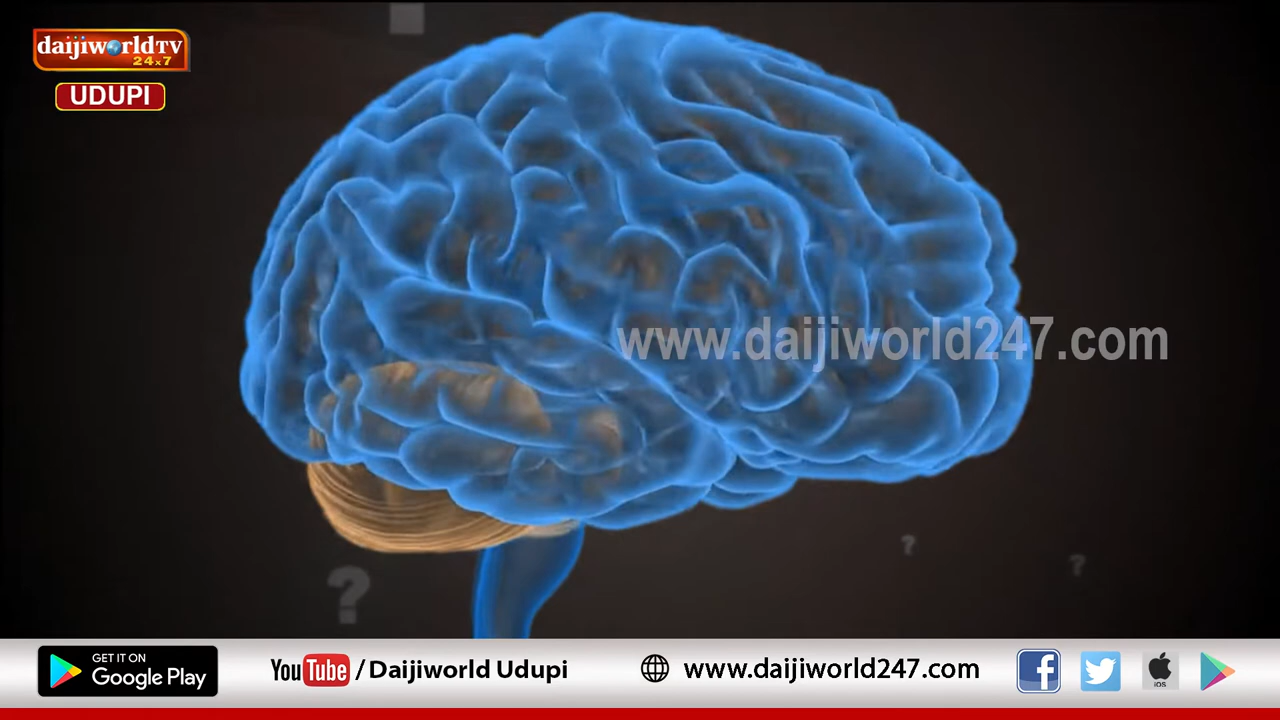 daijiworldTV
24x7
UDUPI
www.daijiworld247.com
?
?
?
GET IT ON
Google Play
YouTube /Daijiworld Udupi
www.daijiworld247.com
f
iOS